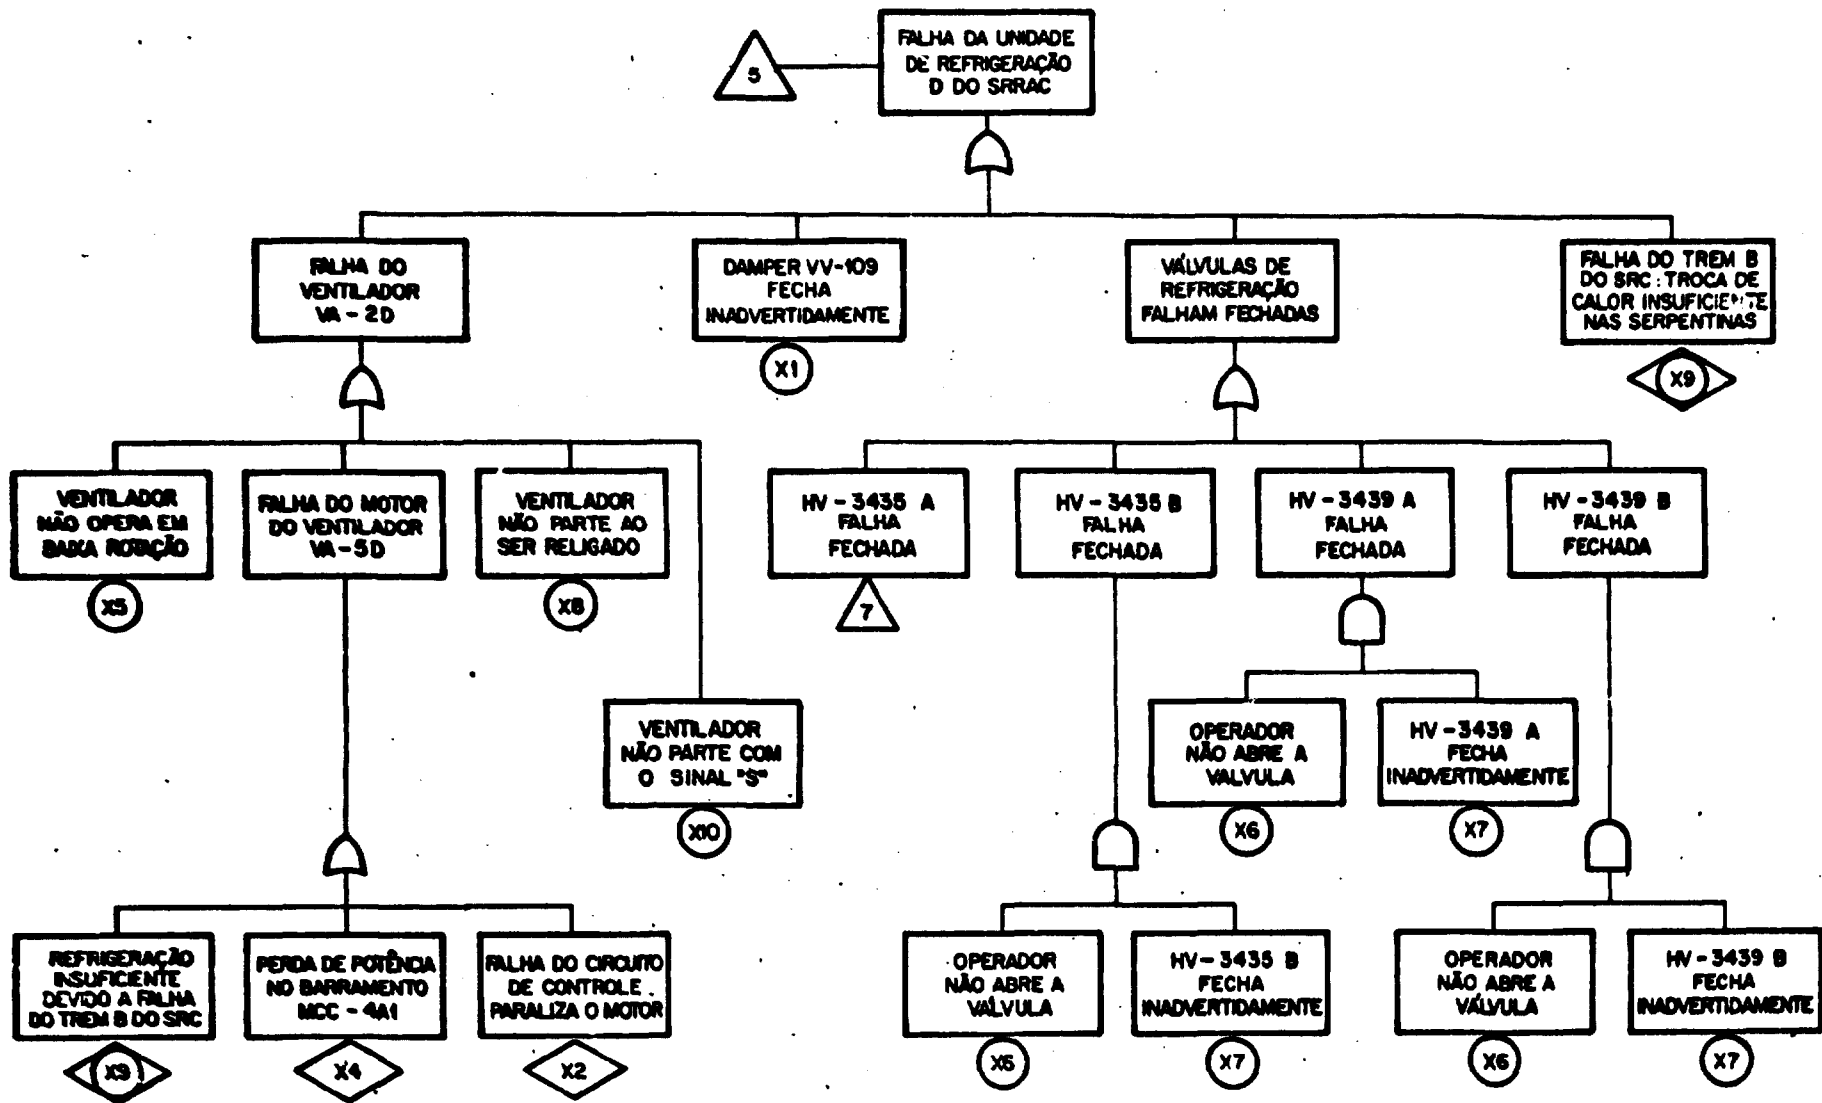 5
FALHA DA UNIDADE
DE REFRIGERAÇÃO
D DO SRRAC
FALHA DO
VENTILADOR
VA - 2D
DAMPER VV-109
FECHA
INADVERTIDAMENTE
X1
VÁLVULAS DE
REFRIGERAÇÃO
FALHAM FECHADAS
FALHA DO TREM B
DO SRC : TROCA DE
CALOR INSUFICIENTE
NAS SERPENTINAS
X9
VENTILADOR
NÃO OPERA EM
BAIXA ROTAÇÃO
X5
FALHA DO MOTOR
DO VENTILADOR
VA-5D
VENTILADOR
NÃO PARTE AO
SER RELIGADO
X8
HV - 3435 A
FALHA
FECHADA
7
HV - 3435 B
FALHA
FECHADA
HV - 3439 A
FALHA
FECHADA
HV - 3439 B
FALHA
FECHADA
VENTILADOR
NÃO PARTE COM
O SINAL "S"
X10
OPERADOR
NÃO ABRE A
VALVULA
X6
HV - 3439 A
FECHA
INADVERTIDAMENTE
X7
REFRIGERAÇÃO
INSUFICIENTE
DEVIDO A FALHA
DO TREM B DO SRC
X9
PERDA DE POTÊNCIA
NO BARRAMENTO
MCC - 4A1
X4
FALHA DO CIRCUITO
DE CONTROLE
PARALIZA O MOTOR
X2
OPERADOR
NÃO ABRE A
VÁLVULA
HV - 3435 B
FECHA
INADVERTIDAMENTE
X7
OPERADOR
NÃO ABRE A
VÁLVULA
X6
HV - 3439 B
FECHA
INADVERTIDAMENTE
X7